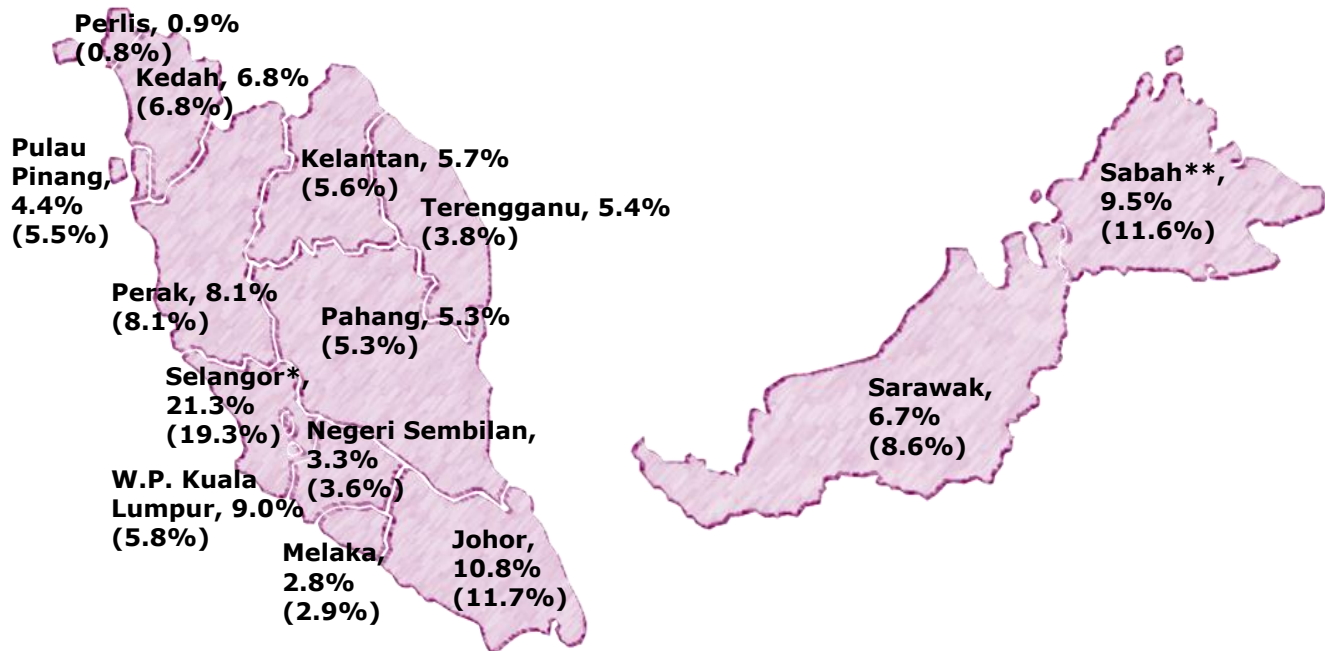 Perlis, 0.9%
(0.8%)
Kedah, 6.8%
(6.8%)
Pulau
Pinang,
4.4%
(5.5%)
Kelantan, 5.7%
(5.6%)
Terengganu, 5.4%
(3.8%)
Perak, 8.1%
(8.1%)
Pahang, 5.3%
(5.3%)
Selangor*,
21.3%
(19.3%)
Negeri Sembilan,
3.3%
(3.6%)
W.P. Kuala
Lumpur, 9.0%
(5.8%)
Melaka,
2.8%
(2.9%)
Johor,
10.8%
(11.7%)
Sabah**,
9.5%
(11.6%)
Sarawak,
6.7%
(8.6%)